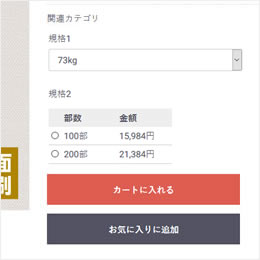 関連カテゴリ
規格1
73kg
規格2
部数 金額
100部 15,984円
200部 21,384円
面
刷
カートに入れる
お気に入りに追加